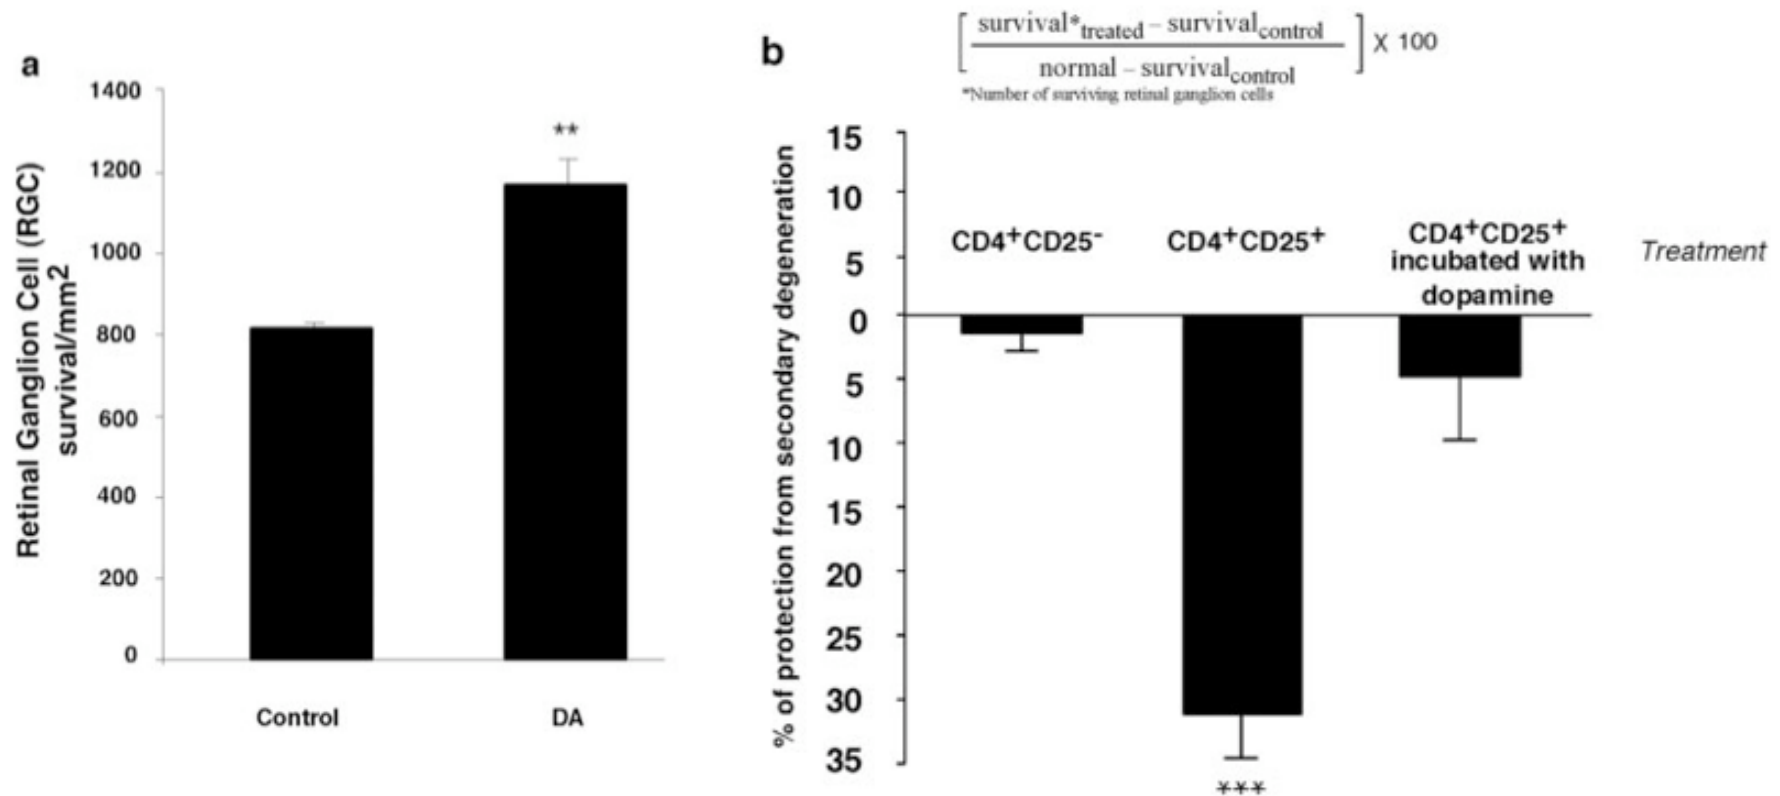 a
1400
1200
1000
800
600
400
200
0
Retinal Ganglion Cell (RGC)
survival/mm2
**
Control
DA
b
[ survival*treated – survivalcontrol
normal – survivalcontrol ] X 100
*Number of surviving retinal ganglion cells
% of protection from secondary degeneration
15
10
5
0
5
10
15
20
25
30
35
CD4+CD25-
CD4+CD25+
CD4+CD25+
incubated with
dopamine
Treatment
***